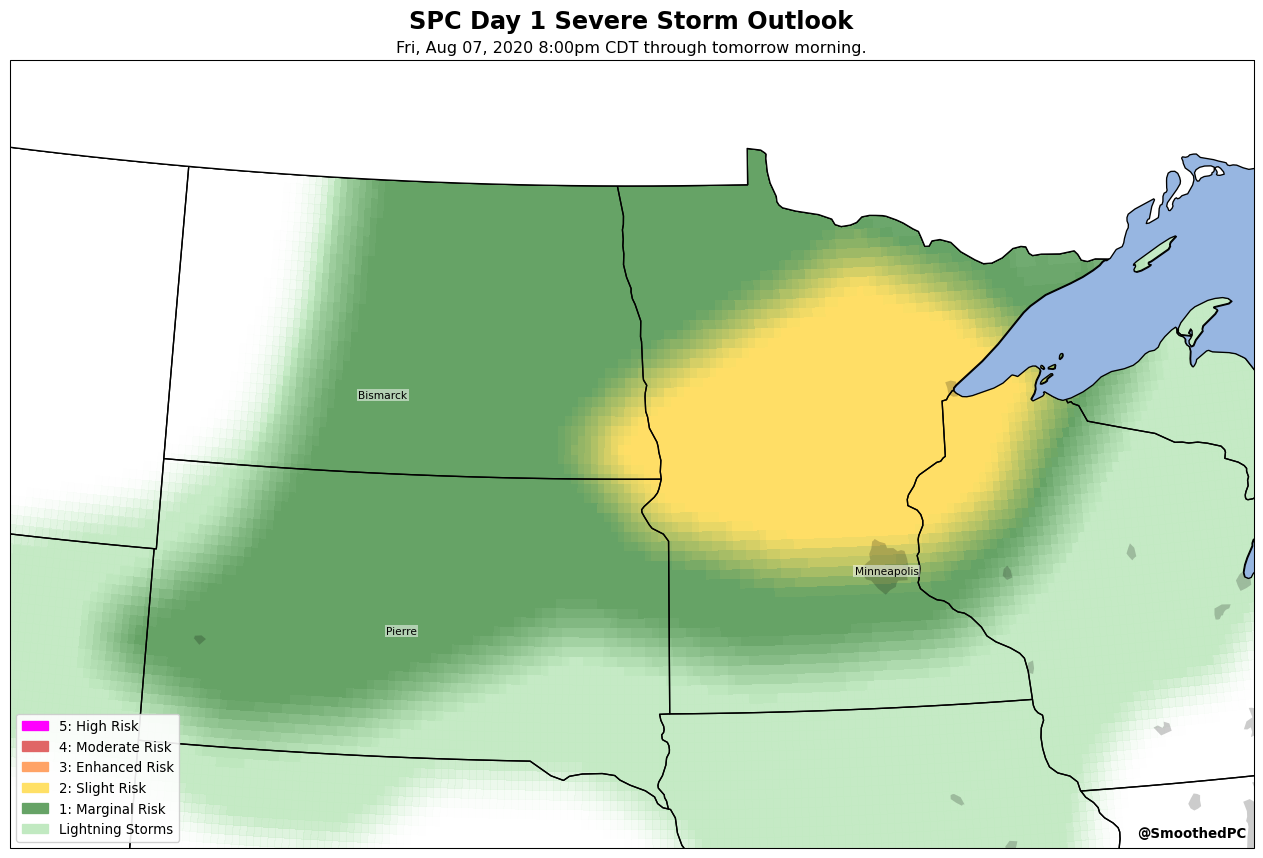 SPC Day 1 Severe Storm Outlook
Fri, Aug 07, 2020 8:00pm CDT through tomorrow morning.
Bismarck
Minneapolis
Pierre
5: High Risk
4: Moderate Risk
3: Enhanced Risk
2: Slight Risk
1: Marginal Risk
Lightning Storms
@SmoothedPC